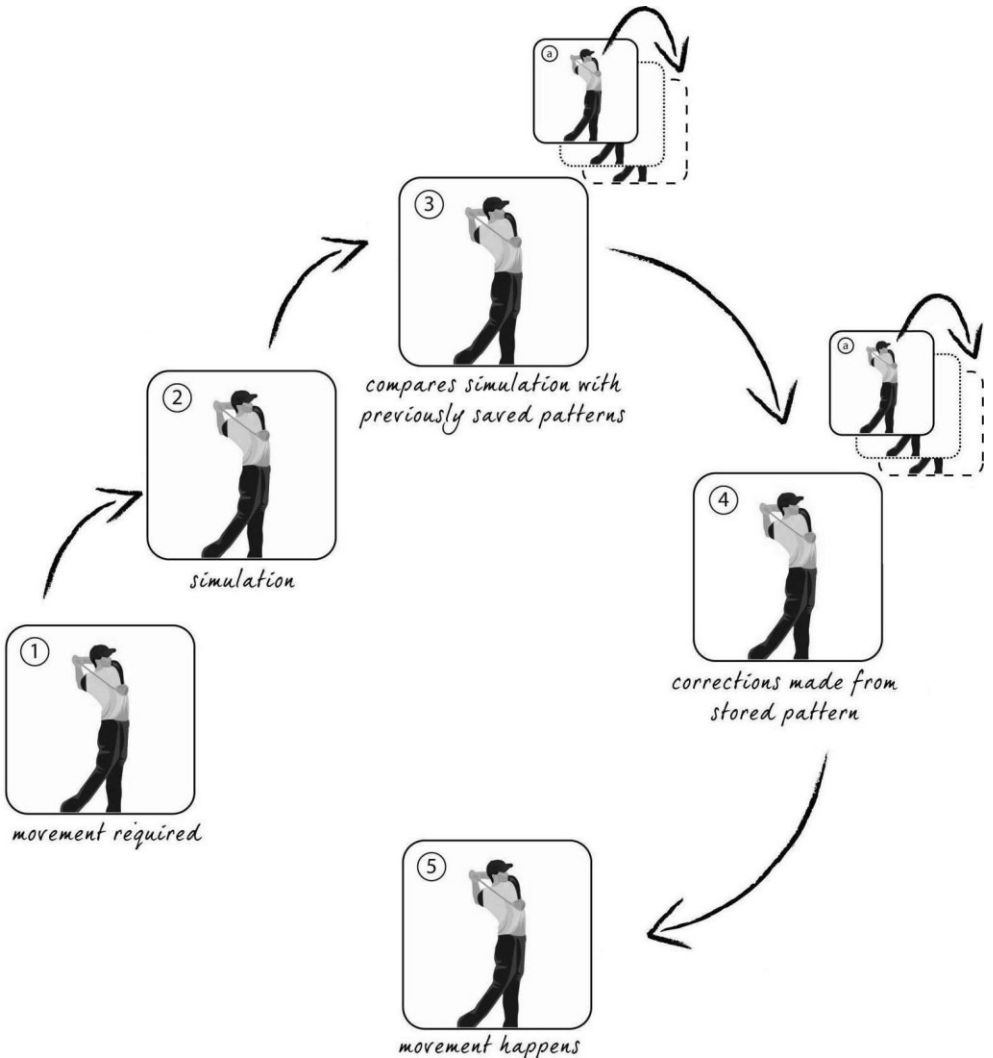 1
movement required
2
simulation
3
a
compares simulation with
previously saved patterns
4
a
corrections made from
stored pattern
5
movement happens